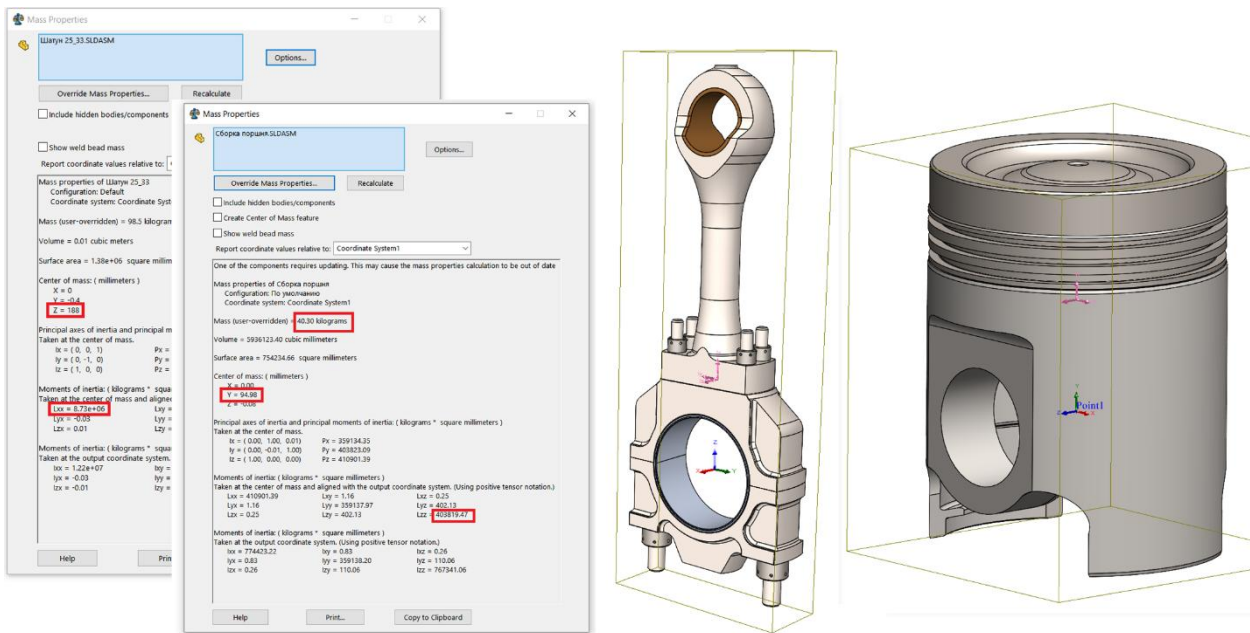 Mass Properties
Шатун 25_33.SLDASM
Options...
Override Mass Properties...
Recalculate
Include hidden bodies/components
Show weld bead mass
Report coordinate values relative to:
Mass properties of Шатун 25_33
Configuration: Default
Coordinate system: Coordinate Syst
Mass (user-overridden) = 98.5 kilogram
Volume = 0.01 cubic meters
Surface area = 1.38e+06 square millim
Center of mass: ( millimeters )
X = 0
Y = -0.4
Z = 188
Principal axes of inertia and principal m
Taken at the center of mass.
Ix = ( 0, 0, 1) Px =
Iy = ( 0, -1, 0) Py =
Iz = ( 1, 0, 0) Pz =
Moments of inertia: ( kilograms * squa
Taken at the center of mass and aligned
Lxx = 8.73e+06 Lxy =
Lyx = -0.03 Lyy =
Lzx = 0.01 Lzy =
Moments of inertia: ( kilograms * squa
Taken at the output coordinate system.
Ixx = 1.22e+07 Ixy =
Iyx = -0.03 Iyy =
Izx = -0.01 Izy =
Help
Prin
Mass Properties
Сборка поршня.SLDASM
Options...
Override Mass Properties...
Recalculate
Include hidden bodies/components
Create Center of Mass feature
Show weld bead mass
Report coordinate values relative to: Coordinate System1
One of the components requires updating. This may cause the mass properties calculation to be out of date
Mass properties of Сборка поршня
Configuration: По умолчанию
Coordinate system: Coordinate System1
Mass (user-overridden) = 40.30 kilograms
Volume = 5936123.40 cubic millimeters
Surface area = 754234.66 square millimeters
Center of mass: ( millimeters )
X = 0.00
Y = 94.98
Z = -0.08
Principal axes of inertia and principal moments of inertia: ( kilograms * square millimeters )
Taken at the center of mass.
Ix = ( 0.00, 1.00, 0.01) Px = 359134.35
Iy = ( 0.00, -0.01, 1.00) Py = 403823.09
Iz = ( 1.00, 0.00, 0.00) Pz = 410901.39
Moments of inertia: ( kilograms * square millimeters )
Taken at the center of mass and aligned with the output coordinate system. (Using positive tensor notation.)
Lxx = 410901.39 Lxy = 1.16 Lxz = 0.25
Lyx = 1.16 Lyy = 359137.97 Lyz = 402.13
Lzx = 0.25 Lzy = 402.13 Lzz = 403819.47
Moments of inertia: ( kilograms * square millimeters )
Taken at the output coordinate system. (Using positive tensor notation.)
Ixx = 774423.22 Ixy = 0.83 Ixz = 0.26
Iyx = 0.83 Iyy = 359138.20 Iyz = 110.06
Izx = 0.26 Izy = 110.06 Izz = 767341.06
Help
Print...
Copy to Clipboard
Z
X
Y
Y
Point1
Z
X